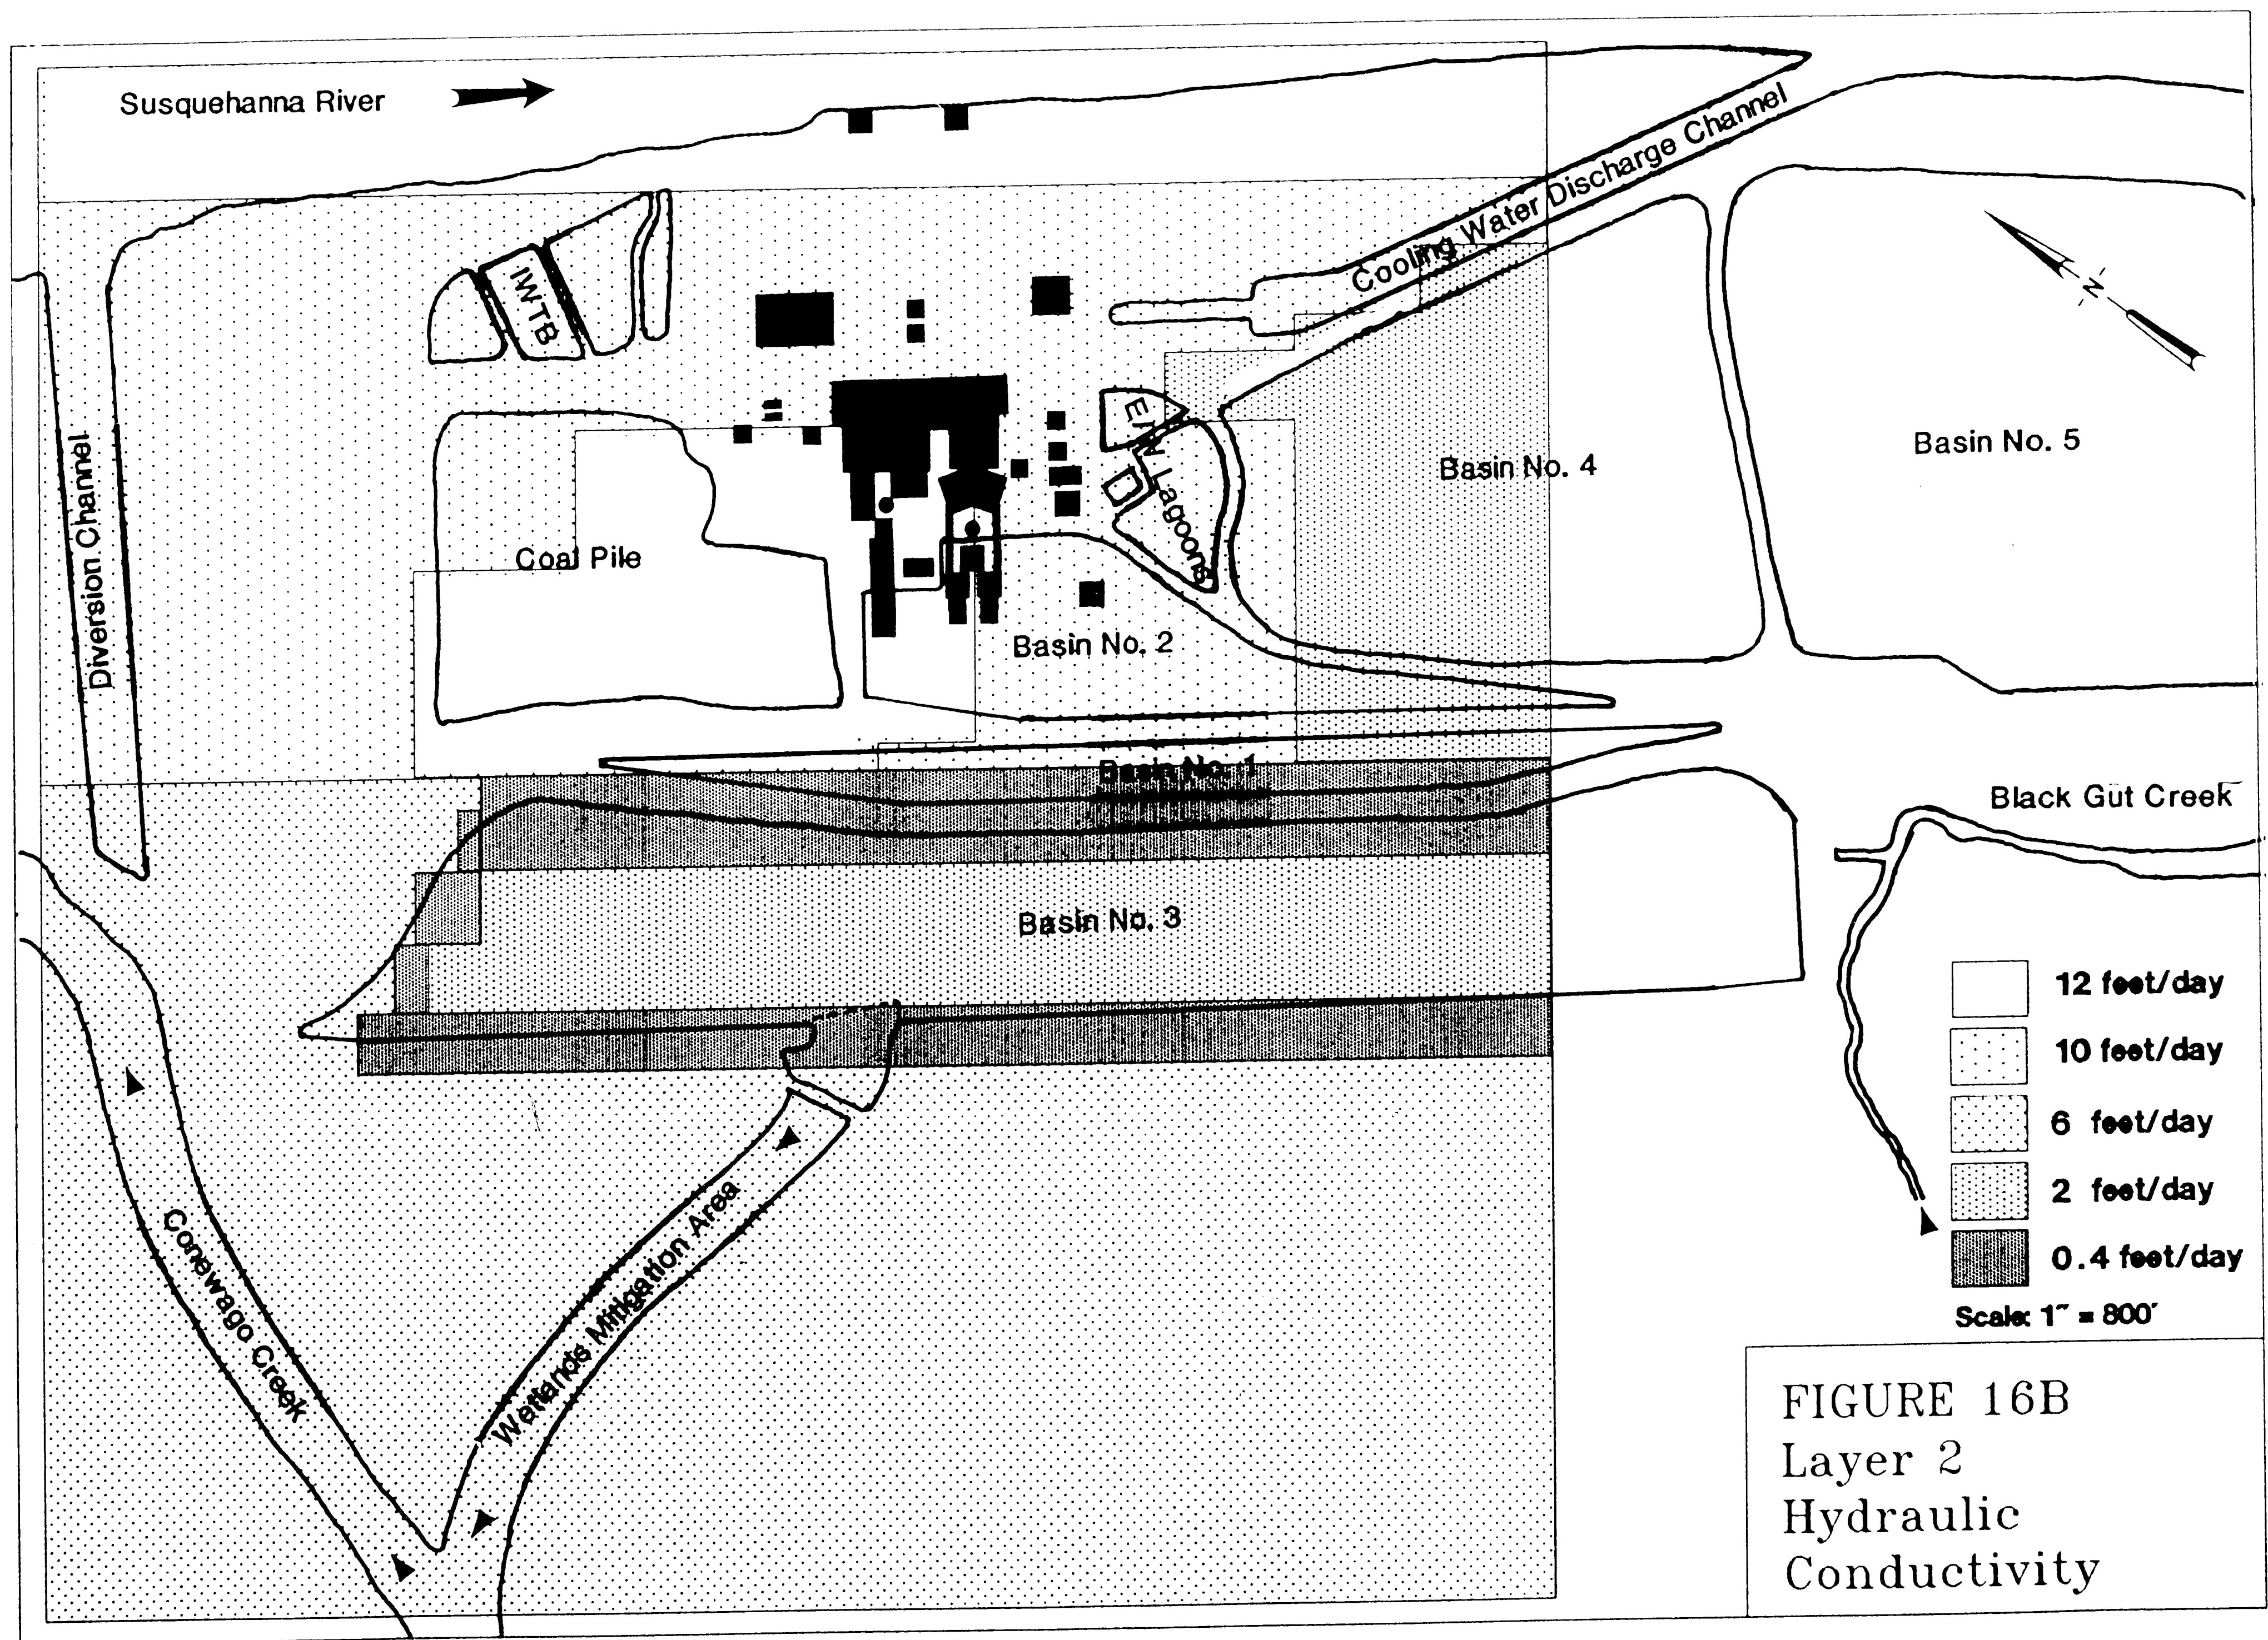 Susquehanna River
Cooling Water Discharge Channel
IWTB
N
E/W Lagoons
Diversion Channel
Coal Pile
Basin No. 4
Basin No. 5
Basin No. 2
Basin No. 1
Black Gut Creek
Basin No. 3
12 feet/day
10 feet/day
6 feet/day
2 feet/day
0.4 feet/day
Scale: 1" = 800'
Conewago Creek
Wetlands Mitigation Area
FIGURE 16B
Layer 2
Hydraulic
Conductivity